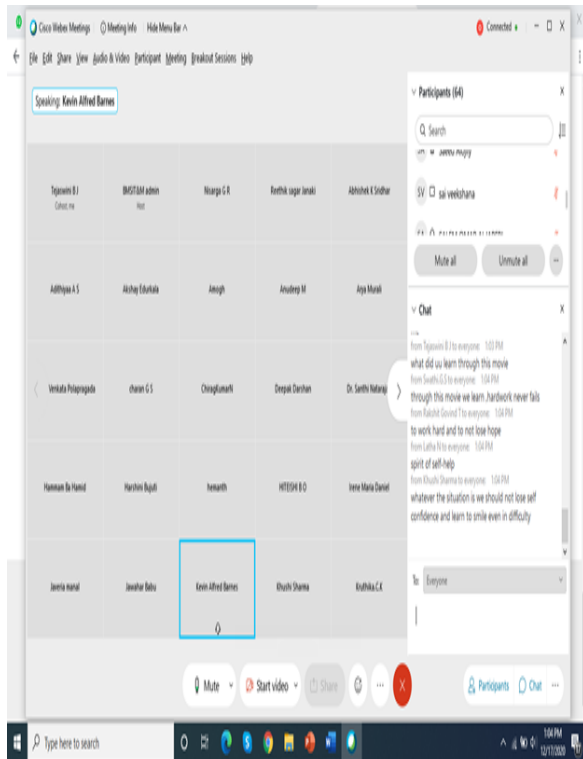 Cisco Webex Meetings Meeting Info Hide Menu Bar
Connected
File Edit Share View Audio & Video Participant Meeting Breakout Sessions Help
Speaking: Kevin Alfred Barnes
Participants (64)
Search
SV sai veekshana
Mute all Unmute all
Tejaswini B J
Cohost, me
BMSIT&M admin
Host
Nisarga G R
Reethik sagar Janaki
Abhishek K Sridhar
Adithiyaa A S
Akshay Edurkala
Amogh
Anudeep M
Arya Murali
Venkata Polapragada
charan G S
ChiragKumarN
Deepak Darshan
Dr. Santhi Nataraj
Hammam Ba Hamid
Harshini Bujuti
hemanth
HITEISHI B D
Irene Maria Daniel
Javeria manal
Jawahar Babu
Kevin Alfred Barnes
Khushi Sharma
Kruthika.C.K
Chat
from Tejaswini B J to everyone: 1:03 PM
what did uu learn through this movie
from Swathi.G.S to everyone: 1:04 PM
through this movie we learn ,hardwork never fails
from Rakshit Govind T to everyone: 1:04 PM
to work hard and to not lose hope
from Latha N to everyone: 1:04 PM
spirit of self-help
from Khushi Sharma to everyone: 1:04 PM
whatever the situation is we should not lose self
confidence and learn to smile even in difficulty
To: Everyone
Mute Start video Share
Participants Chat
Type here to search
1:04 PM
12/17/2020